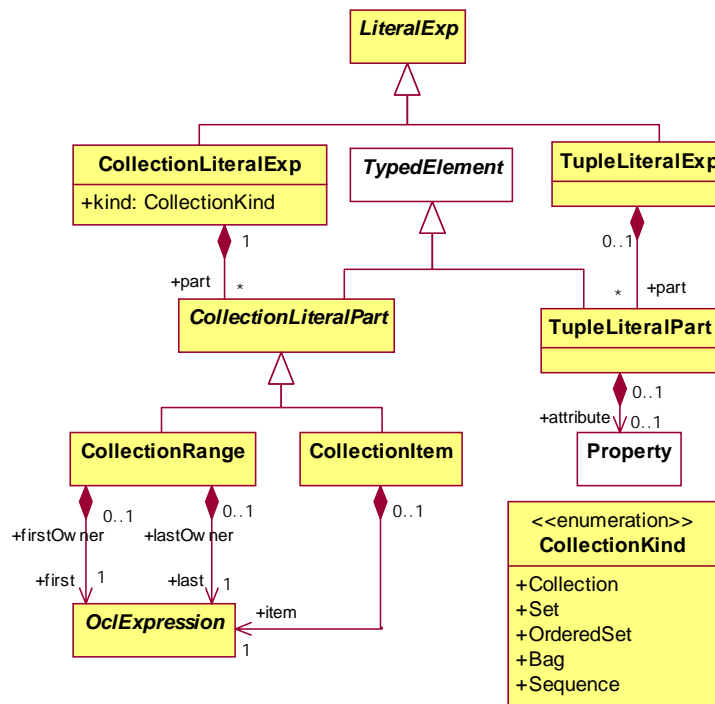 LiteralExp
CollectionLiteralExp
+kind: CollectionKind
TypedElement
TupleLiteralExp
1
0..1
+part
*
*
+part
CollectionLiteralPart
TupleLiteralPart
0..1
+attribute
0..1
CollectionRange
CollectionItem
Property
0..1
0..1
0..1
+firstOwner
+lastOwner
+first
1
+last
1
OclExpression
+item
1
<<enumeration>>
CollectionKind
+Collection
+Set
+OrderedSet
+Bag
+Sequence